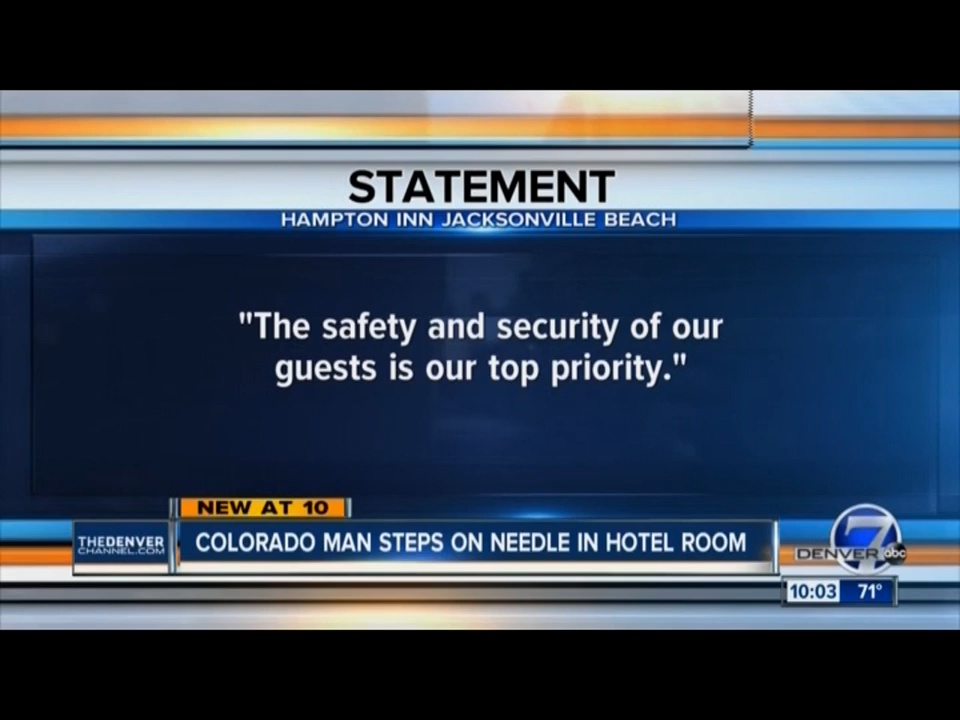 STATEMENT
HAMPTON INN JACKSONVILLE BEACH
"The safety and security of our
guests is our top priority."
NEW AT 10
THEDENVER
CHANNEL.COM
COLORADO MAN STEPS ON NEEDLE IN HOTEL ROOM
DENVER 7 abc
10:03 71°